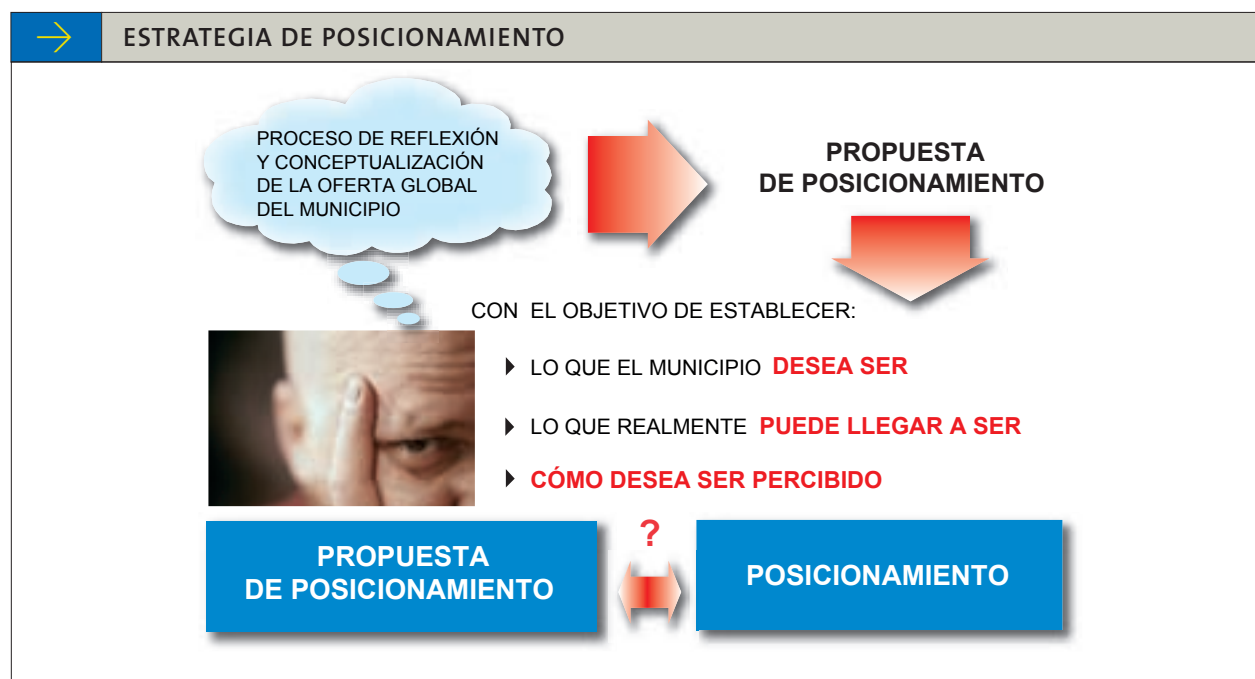 ESTRATEGIA DE POSICIONAMIENTO
PROCESO DE REFLEXIÓN
Y CONCEPTUALIZACIÓN
DE LA OFERTA GLOBAL
DEL MUNICIPIO
PROPUESTA
DE POSICIONAMIENTO
CON EL OBJETIVO DE ESTABLECER:
LO QUE EL MUNICIPIO DESEA SER
LO QUE REALMENTE PUEDE LLEGAR A SER
CÓMO DESEA SER PERCIBIDO
PROPUESTA
DE POSICIONAMIENTO
?
POSICIONAMIENTO